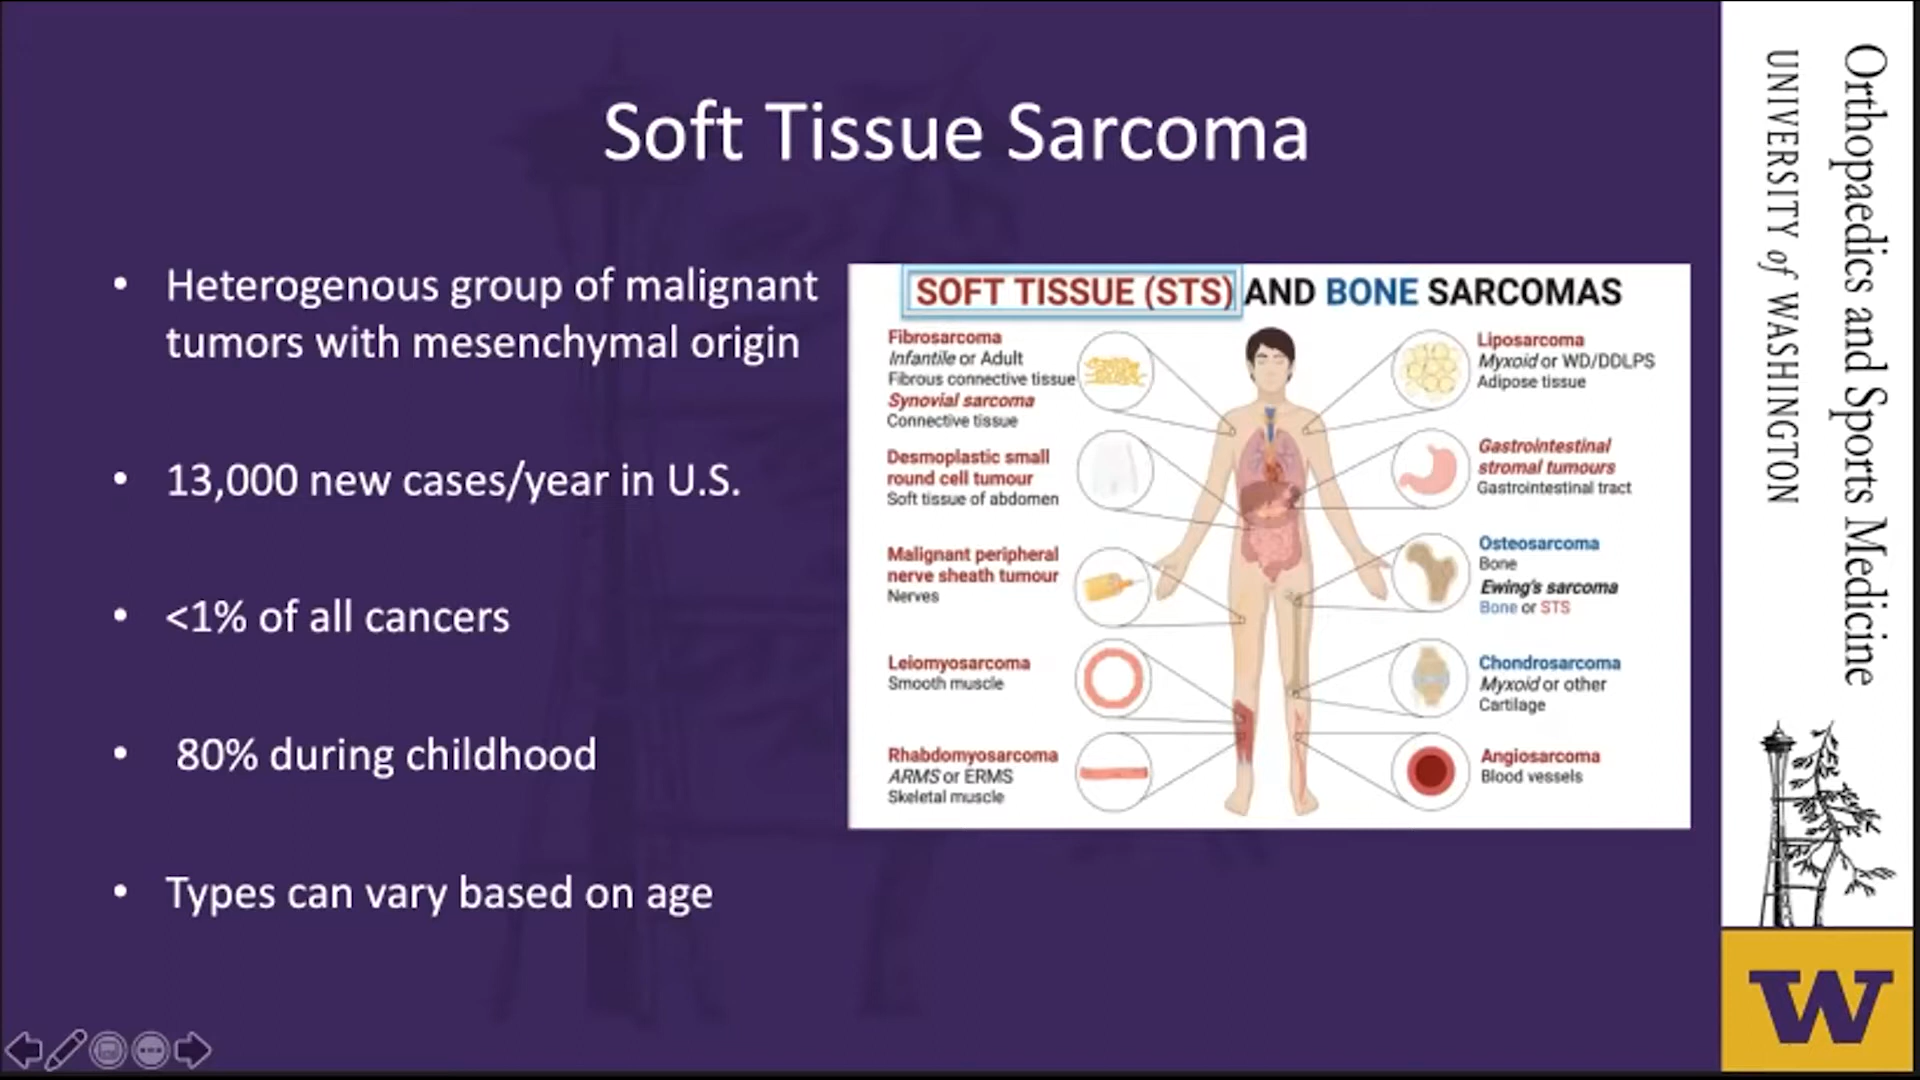 Soft Tissue Sarcoma
• Heterogenous group of malignant
tumors with mesenchymal origin
• 13,000 new cases/year in U.S.
• <1% of all cancers
• 80% during childhood
• Types can vary based on age
SOFT TISSUE (STS) AND BONE SARCOMAS
Fibrosarcoma
Infantile or Adult
Fibrous connective tissue
Synovial sarcoma
Connective tissue
Desmoplastic small
round cell tumour
Soft tissue of abdomen
Malignant peripheral
nerve sheath tumour
Nerves
Leiomyosarcoma
Smooth muscle
Rhabdomyosarcoma
ARMS or ERMS
Skeletal muscle
Liposarcoma
Myxoid or WD/DDLPS
Adipose tissue
Gastrointestinal
stromal tumours
Gastrointestinal tract
Osteosarcoma
Bone
Ewing's sarcoma
Bone or STS
Chondrosarcoma
Myxoid or other
Cartilage
Angiosarcoma
Blood vessels
Orthopaedics and Sports Medicine
UNIVERSITY of WASHINGTON
W